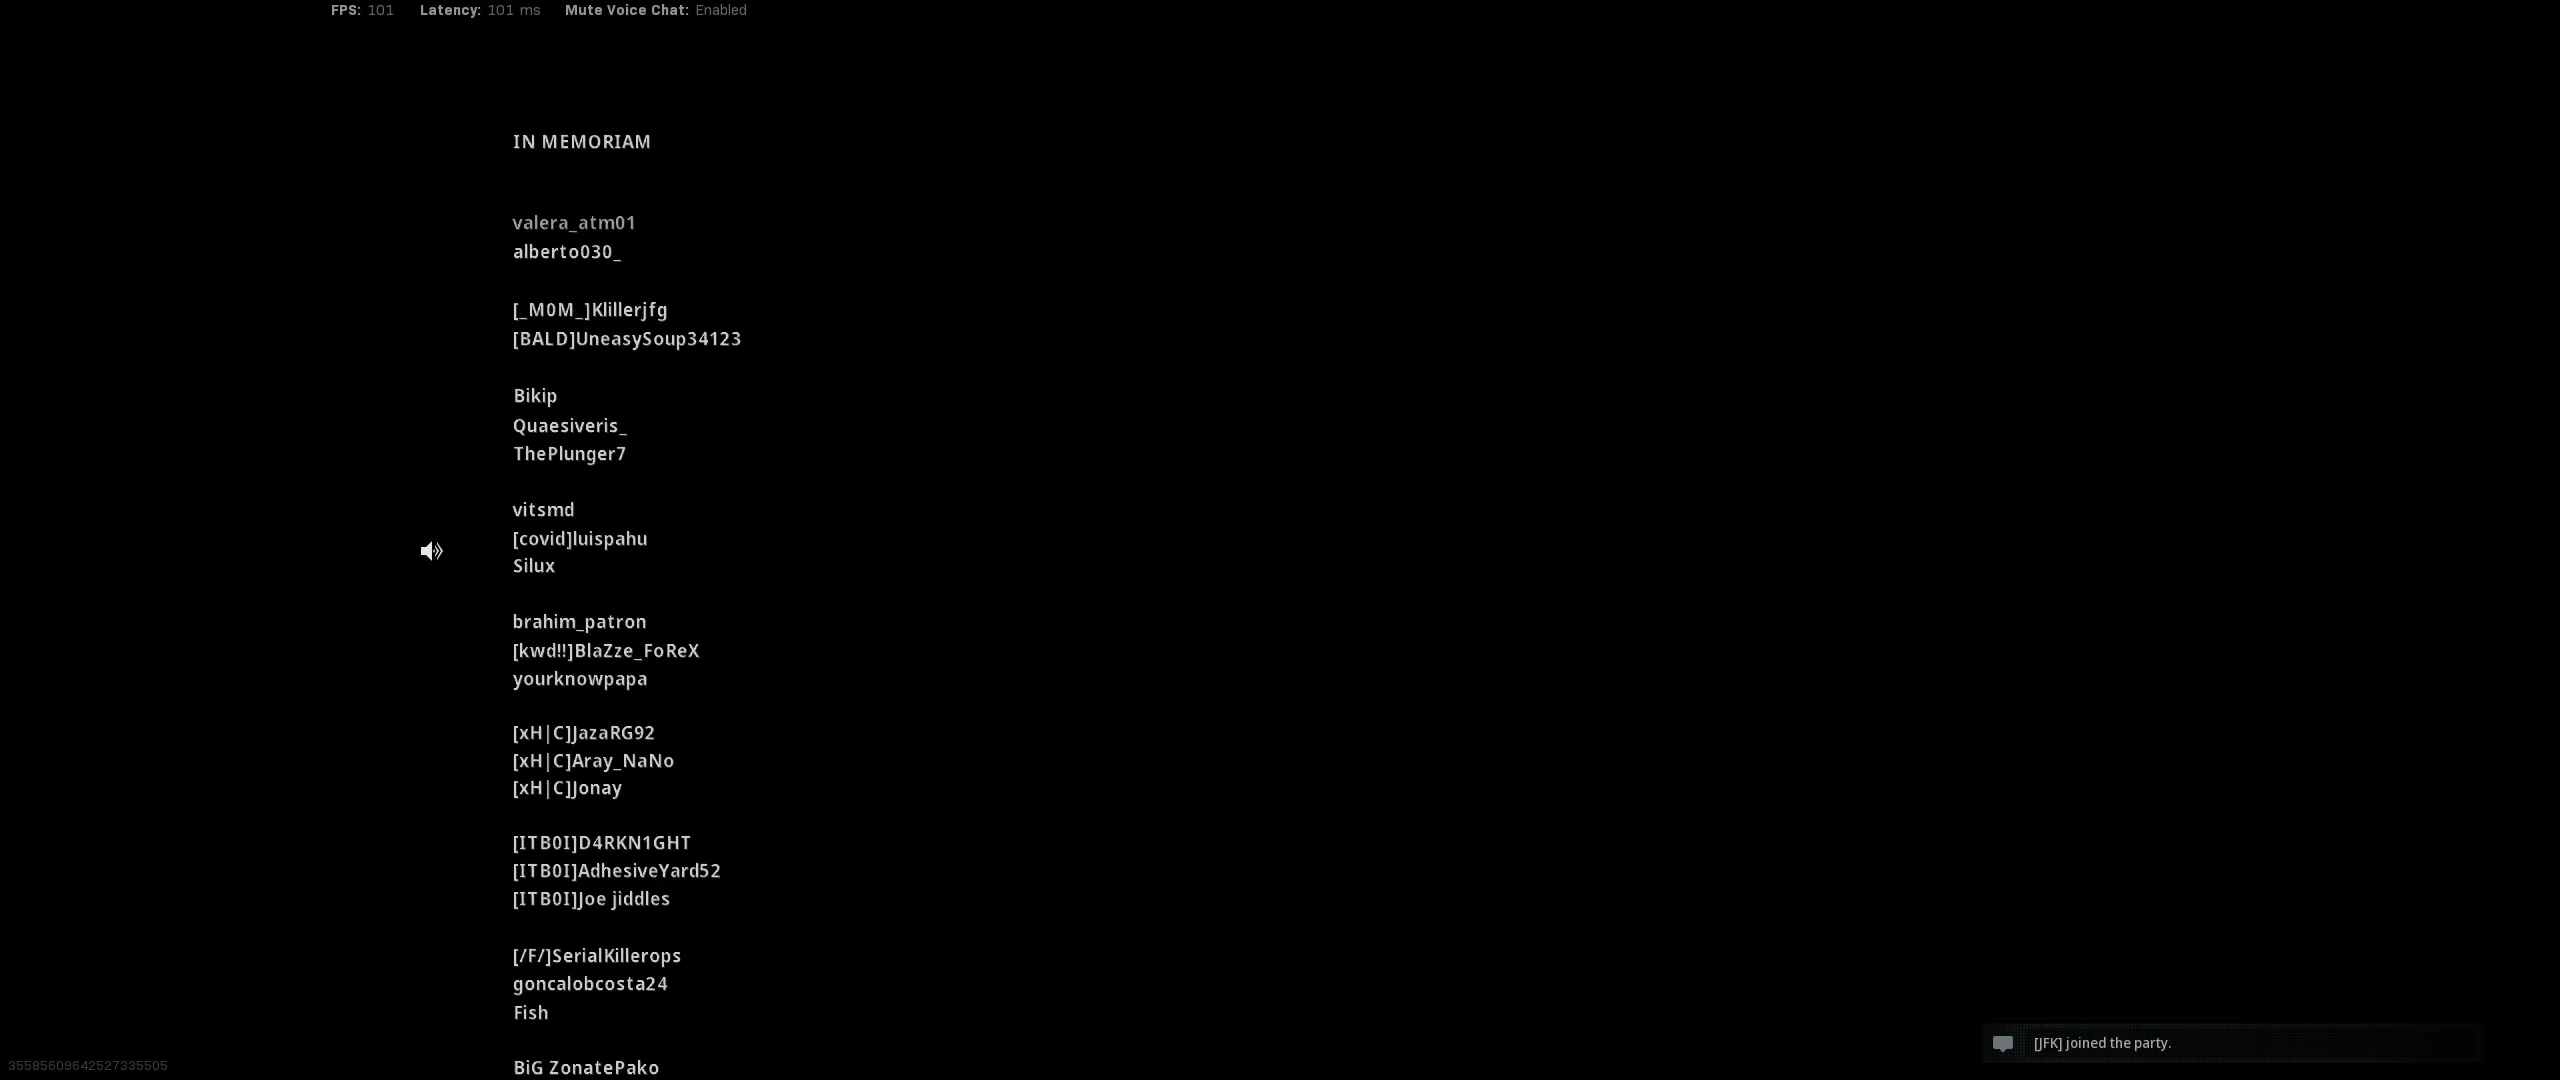 FPS: 101 Latency: 101 ms Mute Voice Chat: Enabled
IN MEMORIAM
valera_atm01
alberto030_
[_M0M_]Klillerjfg
[BALD]UneasySoup34123
Bikip
Quaesiveris_
ThePlunger7
vitsmd
[covid]luispahu
Silux
brahim_patron
[kwd!!]BlaZze_FoReX
yourknowpapa
[xH|C]JazaRG92
[xH|C]Aray_NaNo
[xH|C]Jonay
[ITB0I]D4RKN1GHT
[ITB0I]AdhesiveYard52
[ITB0I]Joe jiddles
[/F/]SerialKillerops
goncalobcosta24
Fish
BiG ZonatePako
[JFK] joined the party.
35585609642527335505